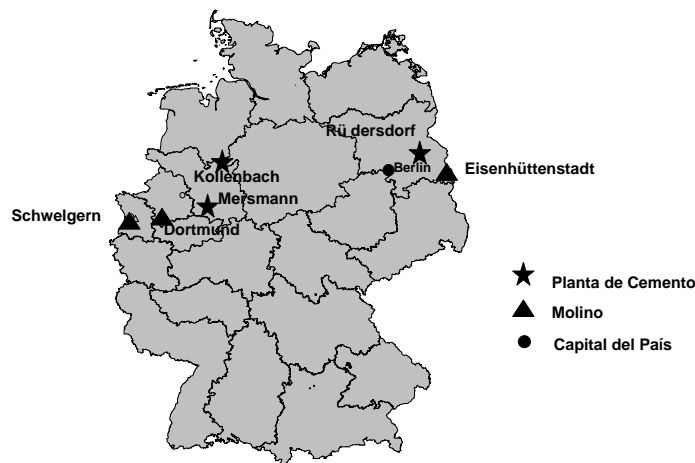 Rü dersdorf
Berlin
Eisenhüttenstadt
Kollenbach
Mersmann
Schwelgern
Dortmund
Planta de Cemento
Molino
Capital del País